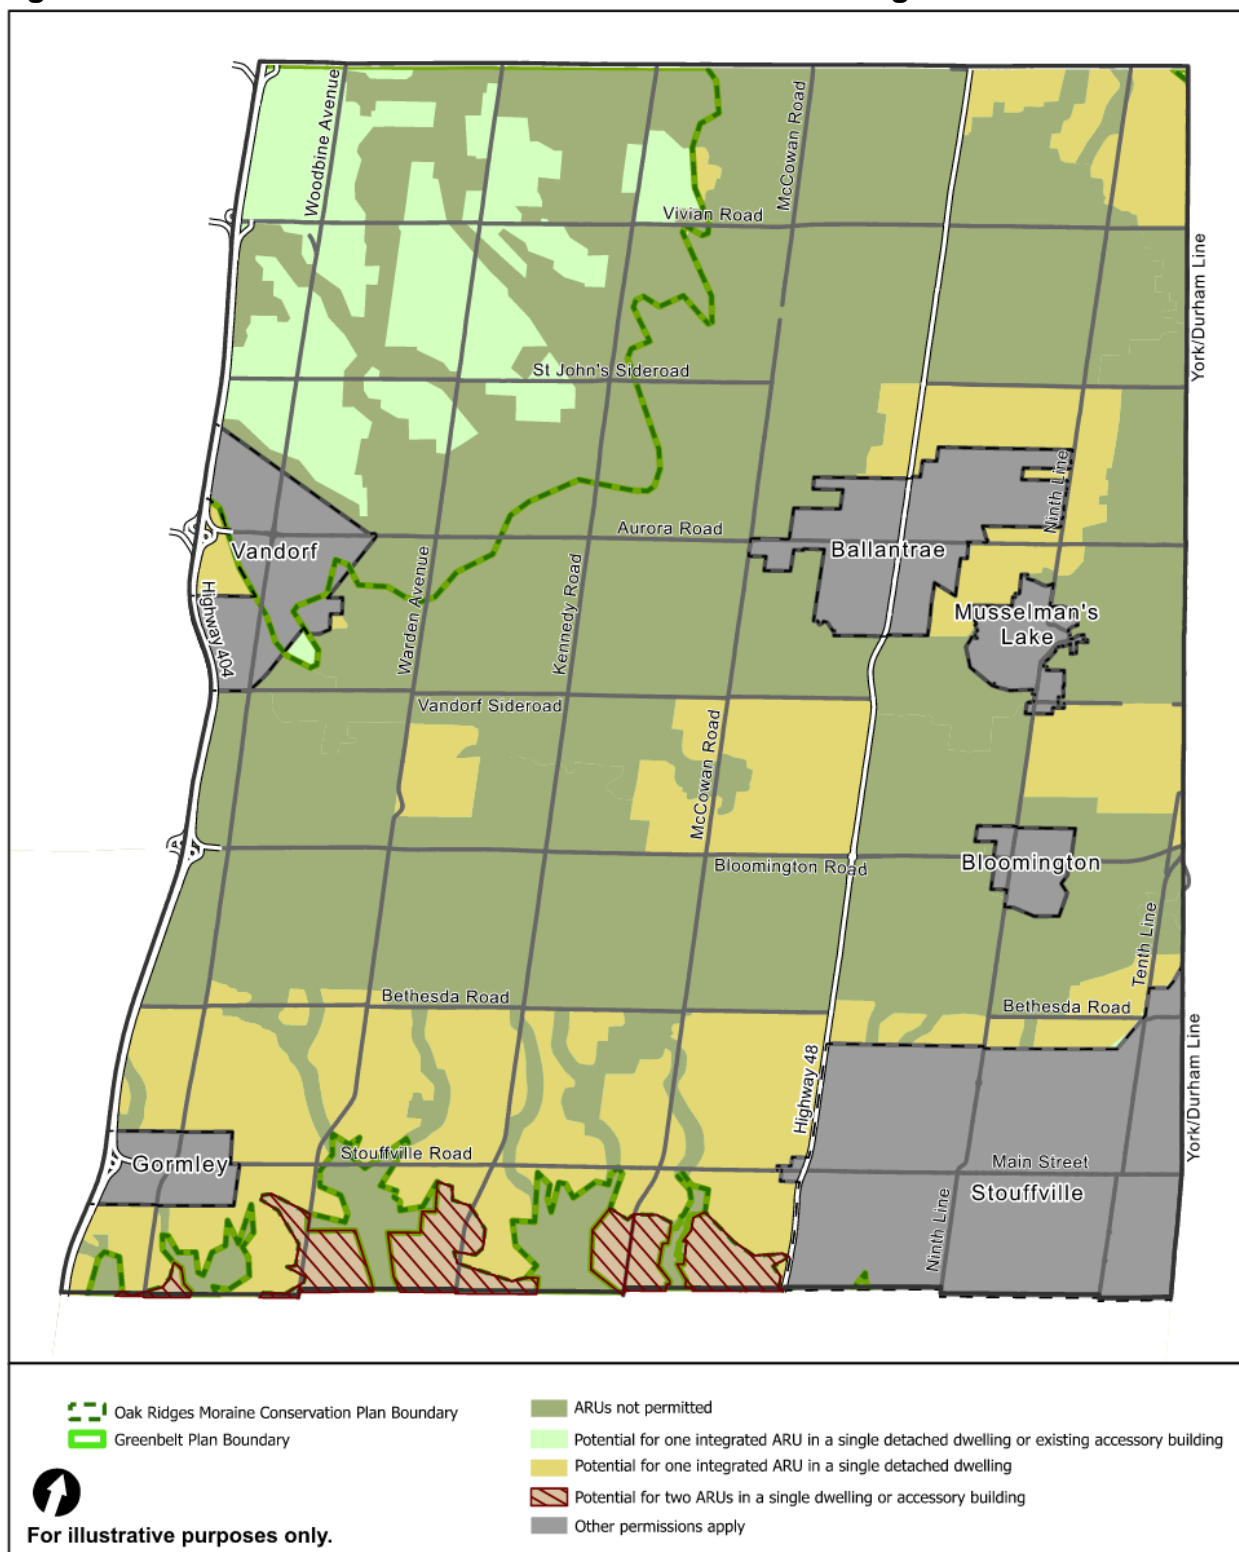 Woodbine Avenue
McCowan Road
Vivian Road
York/Durham Line
St John's Sideroad
Ninth Line
Aurora Road
Vandorf
Ballantrae
Highway 404
Warden Avenue
Kennedy Road
Musselman's
Lake
Vandorf Sideroad
McCowan Road
Bloomington Road
Bloomington
Tenth Line
Bethesda Road
Bethesda Road
Highway 48
York/Durham Line
Stouffville Road
Gormley
Main Street
Stouffville
Ninth Line
Oak Ridges Moraine Conservation Plan Boundary
Greenbelt Plan Boundary
ARUs not permitted
Potential for one integrated ARU in a single detached dwelling or existing accessory building
Potential for one integrated ARU in a single detached dwelling
Potential for two ARUs in a single dwelling or accessory building
Other permissions apply
For illustrative purposes only.